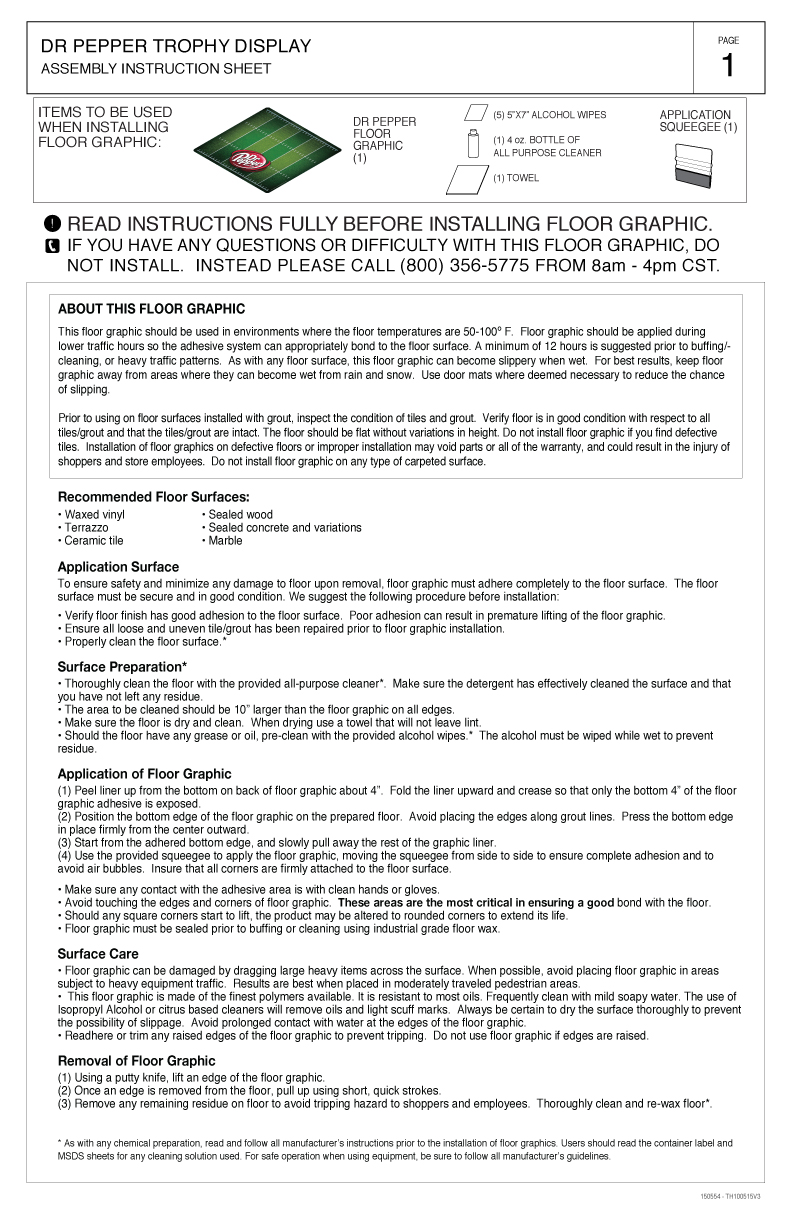 DR PEPPER TROPHY DISPLAY
ASSEMBLY INSTRUCTION SHEET
PAGE
1
ITEMS TO BE USED
WHEN INSTALLING
FLOOR GRAPHIC:
Dr Pepper
DR PEPPER
FLOOR
GRAPHIC
(1)
(5) 5"X7" ALCOHOL WIPES
(1) 4 oz. BOTTLE OF
ALL PURPOSE CLEANER
(1) TOWEL
APPLICATION
SQUEEGEE (1)
! READ INSTRUCTIONS FULLY BEFORE INSTALLING FLOOR GRAPHIC.
IF YOU HAVE ANY QUESTIONS OR DIFFICULTY WITH THIS FLOOR GRAPHIC, DO
NOT INSTALL. INSTEAD PLEASE CALL (800) 356-5775 FROM 8am - 4pm CST.
ABOUT THIS FLOOR GRAPHIC
This floor graphic should be used in environments where the floor temperatures are 50-100º F. Floor graphic should be applied during
lower traffic hours so the adhesive system can appropriately bond to the floor surface. A minimum of 12 hours is suggested prior to buffing/-
cleaning, or heavy traffic patterns. As with any floor surface, this floor graphic can become slippery when wet. For best results, keep floor
graphic away from areas where they can become wet from rain and snow. Use door mats where deemed necessary to reduce the chance
of slipping.
Prior to using on floor surfaces installed with grout, inspect the condition of tiles and grout. Verify floor is in good condition with respect to all
tiles/grout and that the tiles/grout are intact. The floor should be flat without variations in height. Do not install floor graphic if you find defective
tiles. Installation of floor graphics on defective floors or improper installation may void parts or all of the warranty, and could result in the injury of
shoppers and store employees. Do not install floor graphic on any type of carpeted surface.
Recommended Floor Surfaces:
• Waxed vinyl
• Terrazzo
• Ceramic tile
• Sealed wood
• Sealed concrete and variations
• Marble
Application Surface
To ensure safety and minimize any damage to floor upon removal, floor graphic must adhere completely to the floor surface. The floor
surface must be secure and in good condition. We suggest the following procedure before installation:
• Verify floor finish has good adhesion to the floor surface. Poor adhesion can result in premature lifting of the floor graphic.
• Ensure all loose and uneven tile/grout has been repaired prior to floor graphic installation.
• Properly clean the floor surface.*
Surface Preparation*
• Thoroughly clean the floor with the provided all-purpose cleaner*. Make sure the detergent has effectively cleaned the surface and that
you have not left any residue.
• The area to be cleaned should be 10” larger than the floor graphic on all edges.
• Make sure the floor is dry and clean. When drying use a towel that will not leave lint.
• Should the floor have any grease or oil, pre-clean with the provided alcohol wipes.* The alcohol must be wiped while wet to prevent
residue.
Application of Floor Graphic
(1) Peel liner up from the bottom on back of floor graphic about 4”. Fold the liner upward and crease so that only the bottom 4” of the floor
graphic adhesive is exposed.
(2) Position the bottom edge of the floor graphic on the prepared floor. Avoid placing the edges along grout lines. Press the bottom edge
in place firmly from the center outward.
(3) Start from the adhered bottom edge, and slowly pull away the rest of the graphic liner.
(4) Use the provided squeegee to apply the floor graphic, moving the squeegee from side to side to ensure complete adhesion and to
avoid air bubbles. Insure that all corners are firmly attached to the floor surface.
• Make sure any contact with the adhesive area is with clean hands or gloves.
• Avoid touching the edges and corners of floor graphic. These areas are the most critical in ensuring a good bond with the floor.
• Should any square corners start to lift, the product may be altered to rounded corners to extend its life.
• Floor graphic must be sealed prior to buffing or cleaning using industrial grade floor wax.
Surface Care
• Floor graphic can be damaged by dragging large heavy items across the surface. When possible, avoid placing floor graphic in areas
subject to heavy equipment traffic. Results are best when placed in moderately traveled pedestrian areas.
• This floor graphic is made of the finest polymers available. It is resistant to most oils. Frequently clean with mild soapy water. The use of
Isopropyl Alcohol or citrus based cleaners will remove oils and light scuff marks. Always be certain to dry the surface thoroughly to prevent
the possibility of slippage. Avoid prolonged contact with water at the edges of the floor graphic.
• Readhere or trim any raised edges of the floor graphic to prevent tripping. Do not use floor graphic if edges are raised.
Removal of Floor Graphic
(1) Using a putty knife, lift an edge of the floor graphic.
(2) Once an edge is removed from the floor, pull up using short, quick strokes.
(3) Remove any remaining residue on floor to avoid tripping hazard to shoppers and employees. Thoroughly clean and re-wax floor*.
* As with any chemical preparation, read and follow all manufacturer’s instructions prior to the installation of floor graphics. Users should read the container label and
MSDS sheets for any cleaning solution used. For safe operation when using equipment, be sure to follow all manufacturer’s guidelines.
150554 - TH100515V3